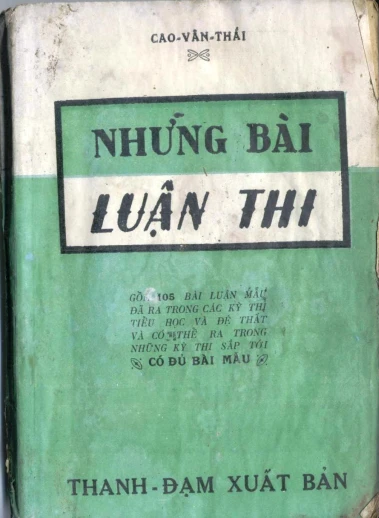 CAO-VĂN-THÁI
NHỮNG BÀI
LUẬN THI
GỒM 105 BÀI LUẬN MẪU
ĐÃ RA TRONG CÁC KỲ THI
TIỂU HỌC VÀ ĐỆ THẤT
VÀ CÓ THỂ RA TRONG
NHỮNG KỲ THI SẮP TỚI
CÓ ĐỦ BÀI MẪU
THANH-ĐẠM XUẤT BẢN